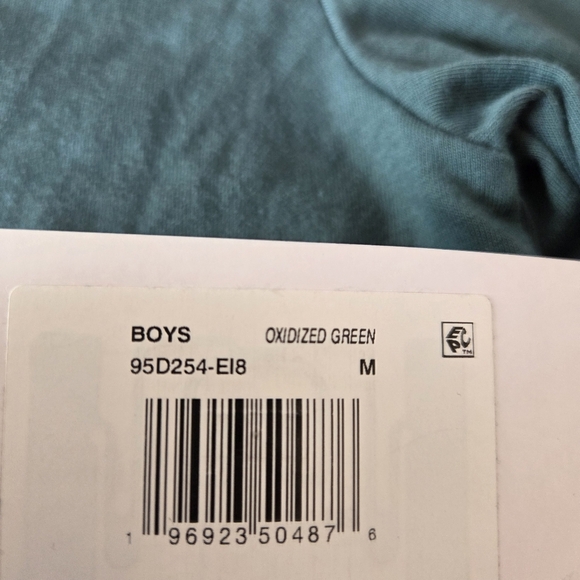 BOYS OXIDIZED GREEN
95D254-EI8 M
1 96923 50487 6